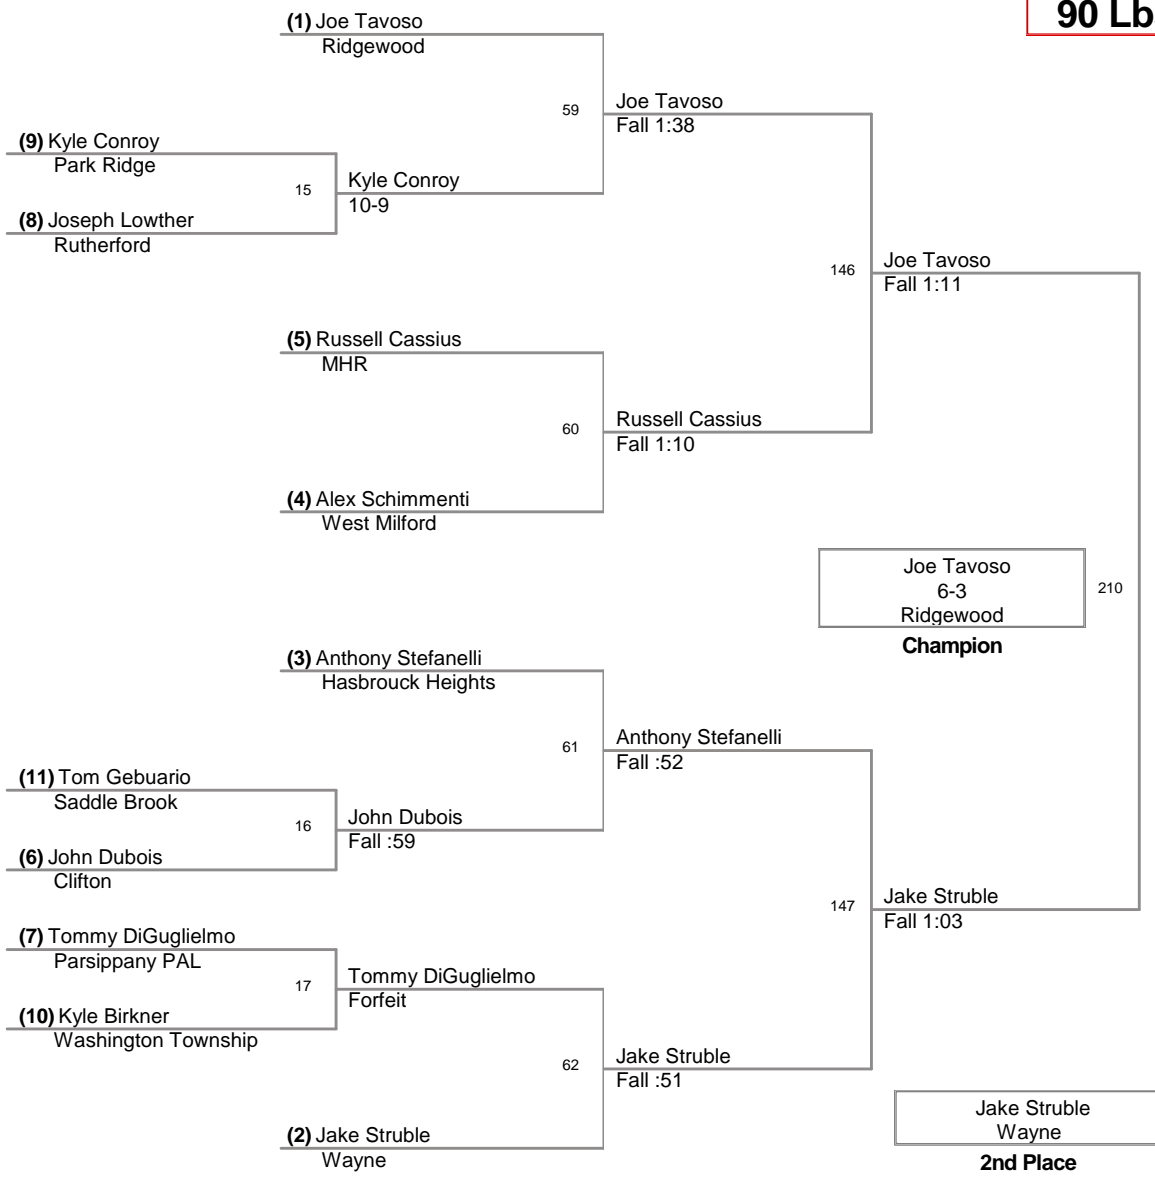 90 Lb
(1) Joe Tavoso
Ridgewood
59
Joe Tavoso
Fall 1:38
(9) Kyle Conroy
Park Ridge
15
Kyle Conroy
10-9
(8) Joseph Lowther
Rutherford
146
Joe Tavoso
Fall 1:11
(5) Russell Cassius
MHR
60
Russell Cassius
Fall 1:10
(4) Alex Schimmenti
West Milford
Joe Tavoso
6-3
Ridgewood
210
Champion
(3) Anthony Stefanelli
Hasbrouck Heights
61
Anthony Stefanelli
Fall :52
(11) Tom Gebuario
Saddle Brook
16
John Dubois
Fall :59
(6) John Dubois
Clifton
147
Jake Struble
Fall 1:03
(7) Tommy DiGuglielmo
Parsippany PAL
17
Tommy DiGuglielmo
Forfeit
(10) Kyle Birkner
Washington Township
62
Jake Struble
Fall :51
(2) Jake Struble
Wayne
Jake Struble
Wayne
2nd Place